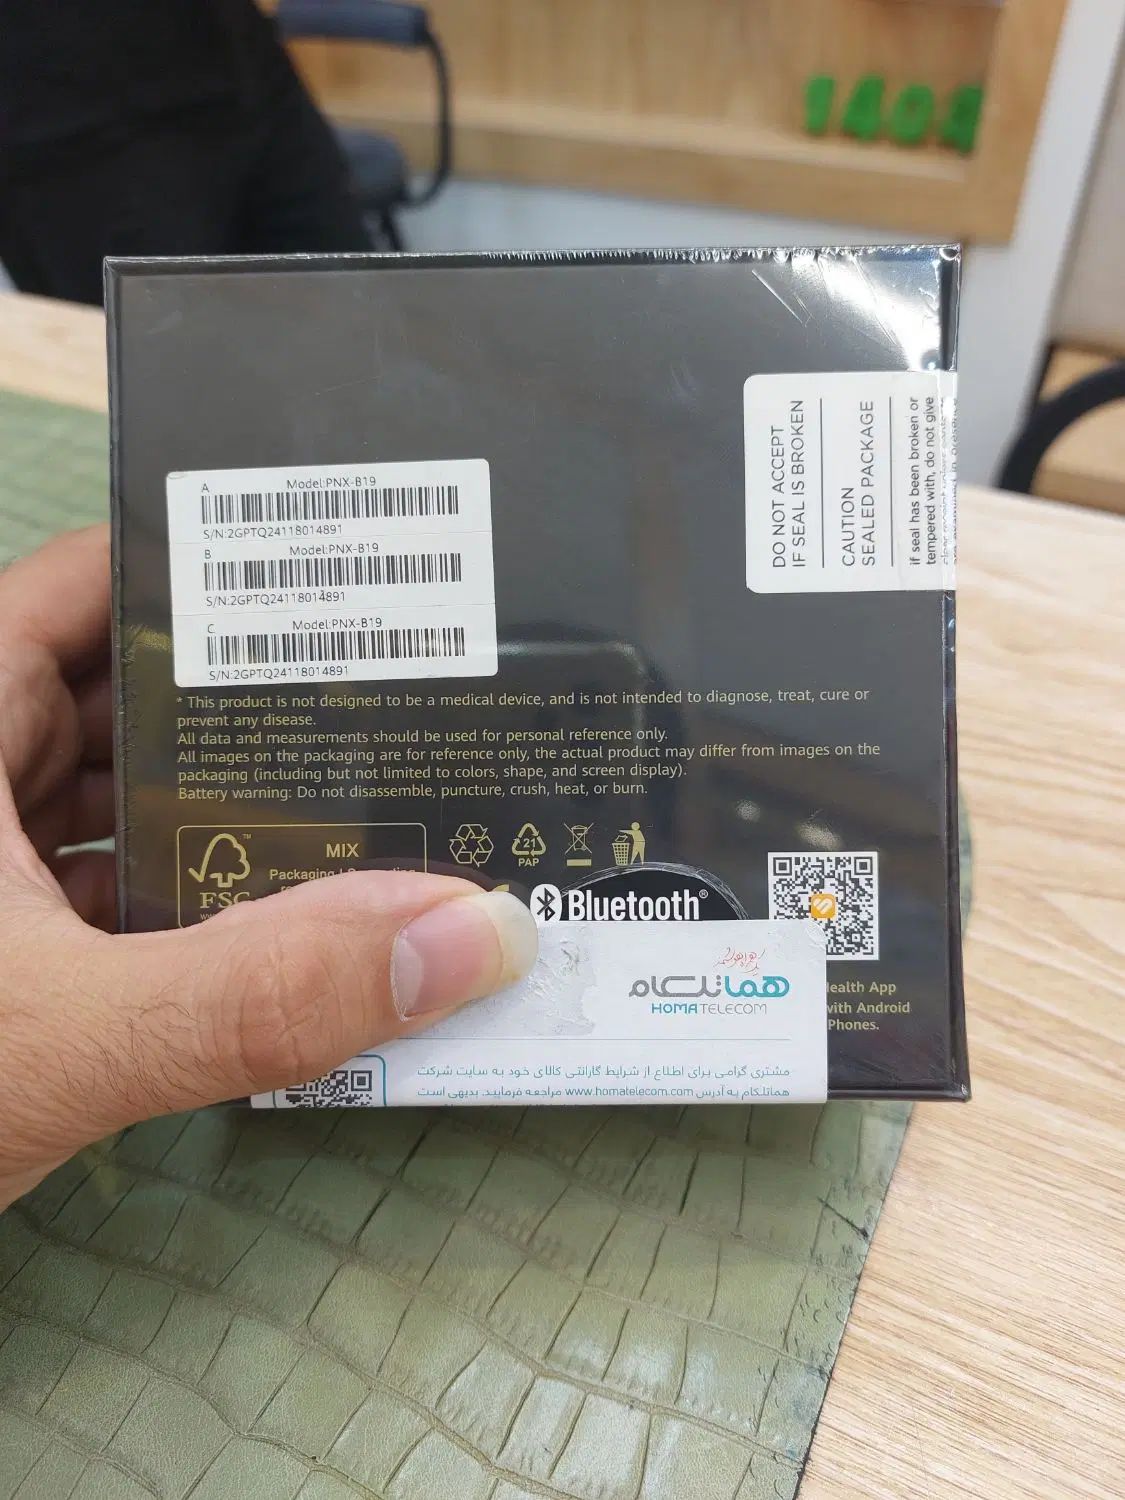 1404
A
Model:PNX-B19
S/N:2GPTQ24118014891
B
Model:PNX-B19
S/N:2GPTQ24118014891
C
Model:PNX-B19
S/N:2GPTQ24118014891
DO NOT ACCEPT
IF SEAL IS BROKEN
CAUTION
SEALED PACKAGE
if seal has been broken or
tempered with, do not give
* This product is not designed to be a medical device, and is not intended to diagnose, treat, cure or
prevent any disease.
All data and measurements should be used for personal reference only.
All images on the packaging are for reference only, the actual product may differ from images on the
packaging (including but not limited to colors, shape, and screen display).
Battery warning: Do not disassemble, puncture, crush, heat, or burn.
FSC
™
MIX
Packaging
21
PAP
Bluetooth®
Health App
with Android
Phones.
هماتلکام
HOMATELECOM
مشتری گرامی برای اطلاع از شرایط گارانتی کالای خود به سایت شرکت
هماتلکام به آدرس www.homatelecom.com مراجعه فرمایید. بدیهی است